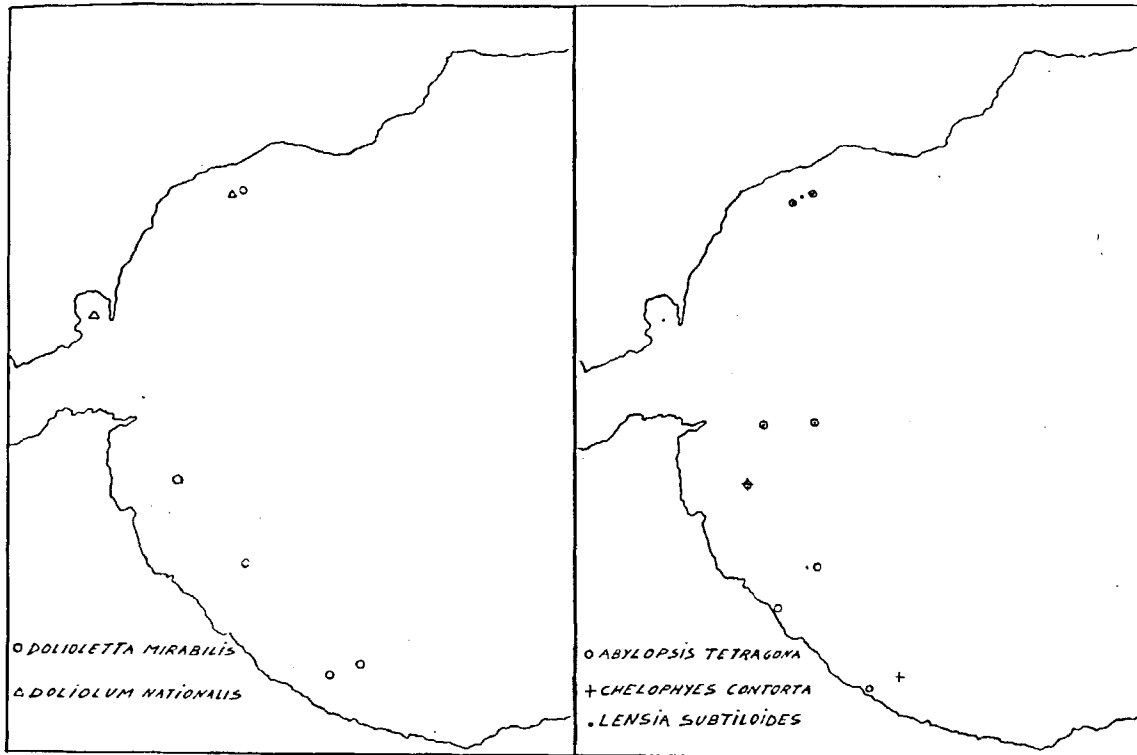 DOLIOLETTA MIRABILIS
DOLIOLUM NATIONALIS
ABYLOPSIS TETRAGONA
CHELOPHYES CONTORTA
LENSIA SUBTILOIDES